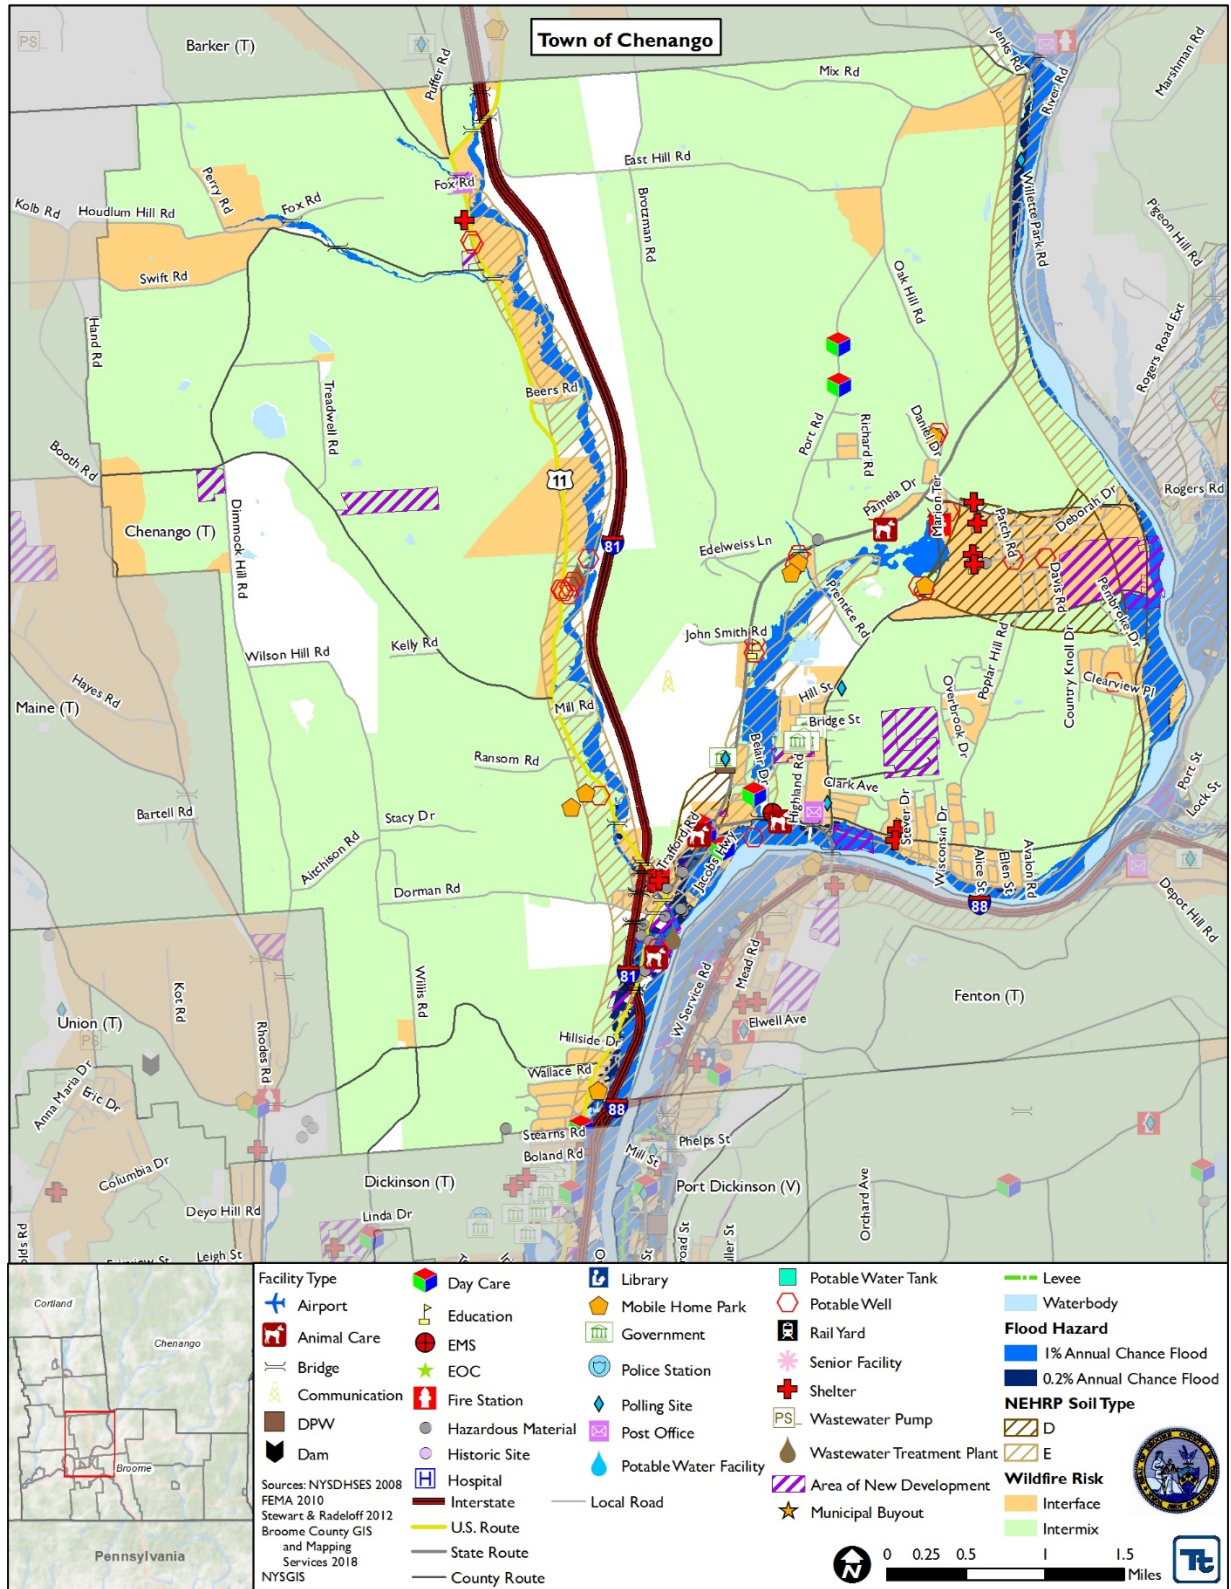 Town of Chenango
Barker (T)
PS
Puffer Rd
Jenks Rd
River Rd
Marshman Rd
Mix Rd
East Hill Rd
Brotzman Rd
Willette Park Rd
Perry Rd
Fox Rd
Fox Rd
Kolb Rd
Houdlum Hill Rd
Swift Rd
Pigeon Hill Rd
Oak Hill Rd
Rogers Road Ext
Hand Rd
Treadwell Rd
Beers Rd
Port Rd
Richard Rd
Daniel Dr
Booth Rd
11
Pamela Dr
Marion Ter
Patch Rd
Deborah Dr
Rogers Rd
Chenango (T)
Dimmock Hill Rd
81
Edelweiss Ln
Prentice Rd
Davis Rd
Pembroke Dr
John Smith Rd
Kelly Rd
Wilson Hill Rd
Poplar Hill Rd
Country Knoll Dr
Clearview Pl
Hayes Rd
Maine (T)
Mill Rd
Hill St
Overbrook Dr
Bridge St
Belair Dr
Highland Rd
Ransom Rd
Clark Ave
Port St
Lock St
Bartell Rd
Stacy Dr
Trafford Rd
Jacobs Hwy
Stever Dr
Wisconsin Dr
Alice St
Ellen St
Avalon Rd
Aitchison Rd
Dorman Rd
88
Depot Hill Rd
81
W Service Rd
Mead Rd
Fenton (T)
Kot Rd
Willis Rd
Union (T)
PS
Rhodes Rd
Elwell Ave
Hillside Dr
Wallace Rd
Anna Maria Dr
Eric Dr
88
Stearns Rd
Boland Rd
Phelps St
Mill St
Columbia Dr
Dickinson (T)
Port Dickinson (V)
Orchard Ave
Deyo Hill Rd
Linda Dr
Leigh St
Cortland
Chenango
Broome
Pennsylvania
Facility Type
Airport
Animal Care
Bridge
Communication
DPW
Dam
Sources: NYSDHSES 2008
FEMA 2010
Stewart & Radeloff 2012
Broome County GIS
and Mapping
Services 2018
NYSGIS
Day Care
Education
EMS
EOC
Fire Station
Hazardous Material
Historic Site
H Hospital
Interstate
U.S. Route
State Route
County Route
Local Road
Library
Mobile Home Park
Government
Police Station
Polling Site
Post Office
Potable Water Facility
Potable Water Tank
Potable Well
Rail Yard
Senior Facility
Shelter
PS Wastewater Pump
Wastewater Treatment Plant
Area of New Development
Municipal Buyout
Levee
Waterbody
Flood Hazard
1% Annual Chance Flood
0.2% Annual Chance Flood
NEHRP Soil Type
D
E
Wildfire Risk
Interface
Intermix
N
0 0.25 0.5 1 1.5
Miles
Tt